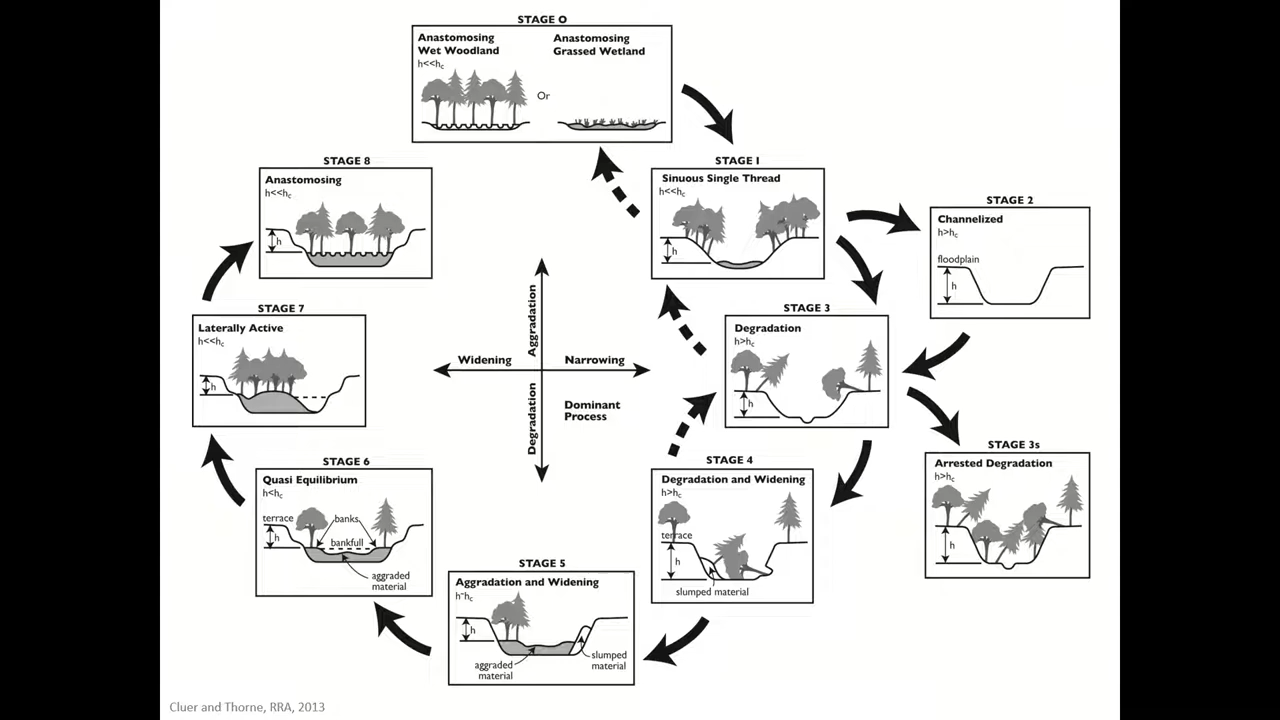 STAGE 0
Anastomosing
Wet Woodland
h<<hc
Or
Anastomosing
Grassed Wetland
STAGE 1
Sinuous Single Thread
h<<hc
h
STAGE 2
Channelized
h>hc
floodplain
h
STAGE 3
Degradation
h>hc
h
STAGE 3s
Arrested Degradation
h>hc
h
STAGE 4
Degradation and Widening
h>hc
terrace
h
slumped material
STAGE 5
Aggradation and Widening
h~hc
h
aggraded
material
slumped
material
STAGE 6
Quasi Equilibrium
h<hc
terrace
banks
h
bankfull
aggraded
material
STAGE 7
Laterally Active
h<<hc
h
STAGE 8
Anastomosing
h<<hc
h
Aggradation
Widening
Narrowing
Degradation
Dominant
Process
Cluer and Thorne, RRA, 2013